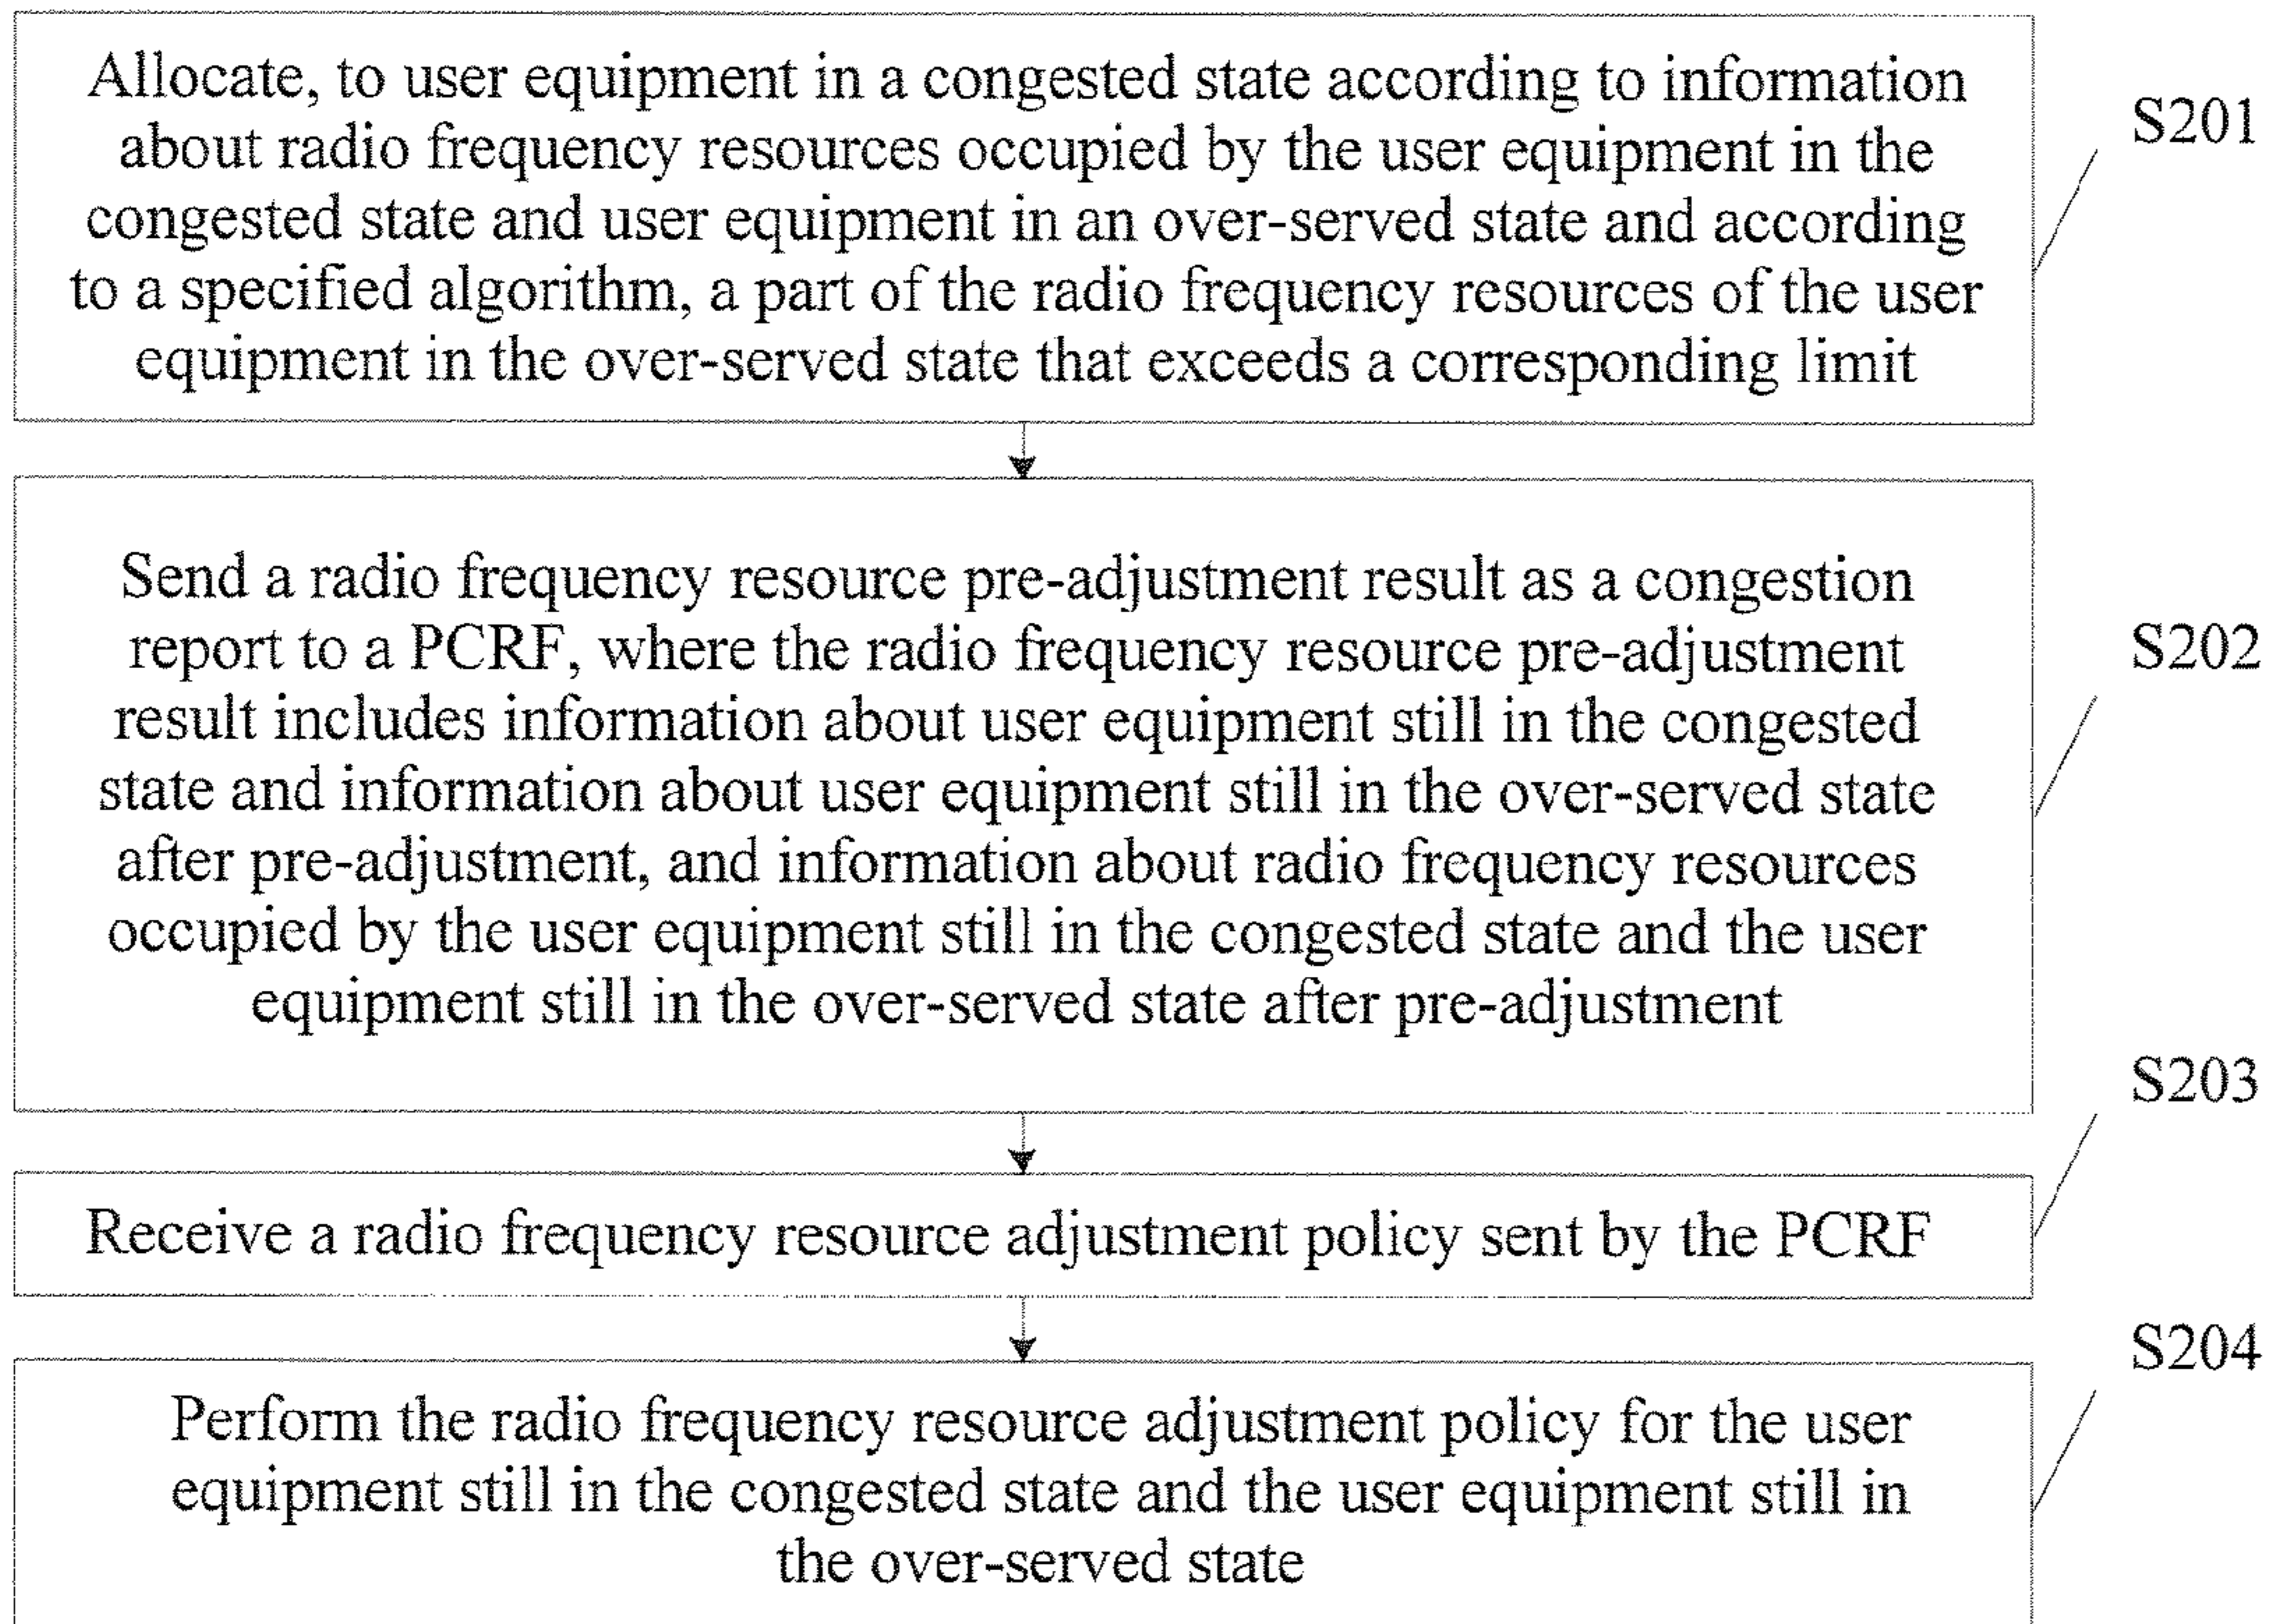 Allocate, to user equipment in a congested state according to information
about radio frequency resources occupied by the user equipment in the
congested state and user equipment in an over-served state and according
to a specified algorithm, a part of the radio frequency resources of the user
equipment in the over-served state that exceeds a corresponding limit
S201
Send a radio frequency resource pre-adjustment result as a congestion
report to a PCRF, where the radio frequency resource pre-adjustment
result includes information about user equipment still in the congested
state and information about user equipment still in the over-served state
after pre-adjustment, and information about radio frequency resources
occupied by the user equipment still in the congested state and the user
equipment still in the over-served state after pre-adjustment
S202
Receive a radio frequency resource adjustment policy sent by the PCRF
S203
Perform the radio frequency resource adjustment policy for the user
equipment still in the congested state and the user equipment still in
the over-served state
S204